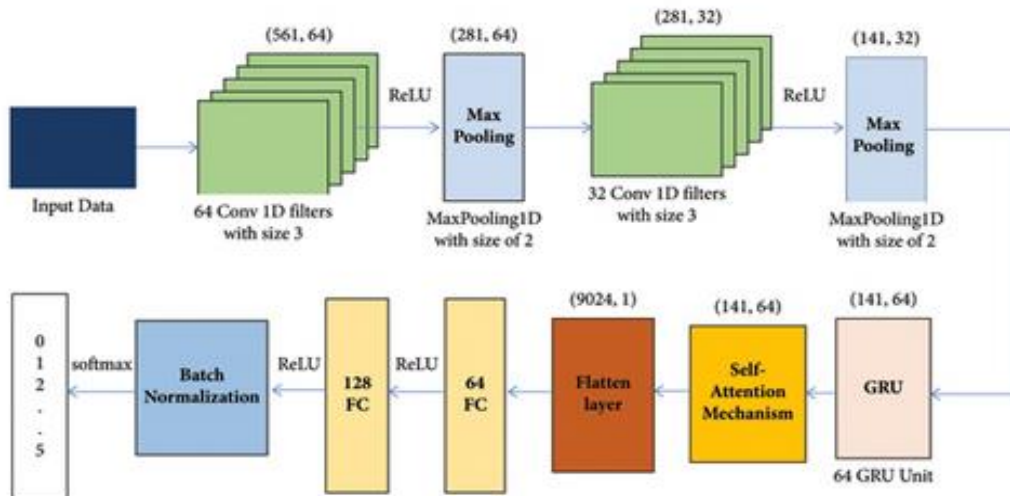 (561, 64)
(281, 64)
(281, 32)
(141, 32)
Input Data
64 Conv 1D filters
with size 3
ReLU
Max
Pooling
MaxPooling1D
with size of 2
32 Conv 1D filters
with size 3
ReLU
Max
Pooling
MaxPooling1D
with size of 2
0
1
2
.
.
5
softmax
Batch
Normalization
ReLU
128
FC
ReLU
64
FC
(9024, 1)
Flatten
layer
(141, 64)
Self-
Attention
Mechanism
(141, 64)
GRU
64 GRU Unit